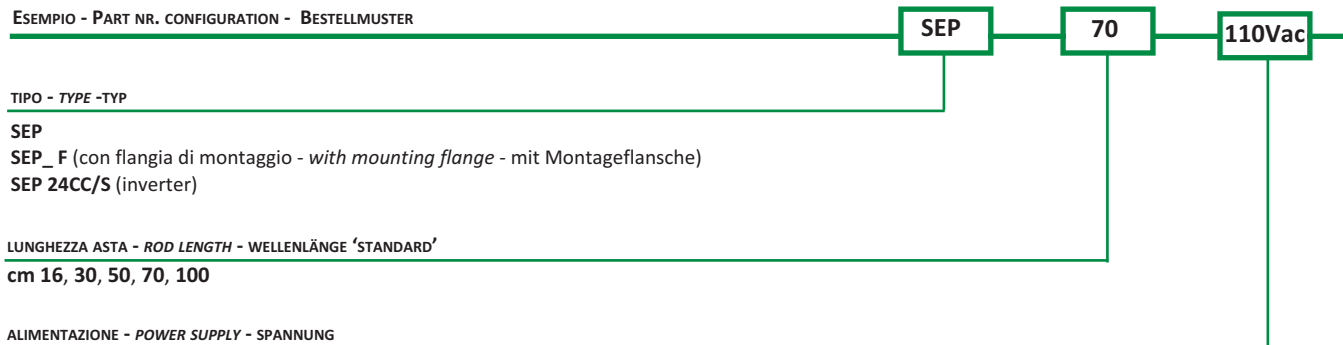 ESEMPIO - PART NR. CONFIGURATION - BESTELLMUSTER
SEP 70 110Vac
TIPO - TYPE -TYP
SEP
SEP_ F (con flangia di montaggio - with mounting flange - mit Montageflansche)
SEP 24CC/S (inverter)
LUNGHEZZA ASTA - ROD LENGTH - WELLENLÄNGE ‘STANDARD’
cm 16, 30, 50, 70, 100
ALIMENTAZIONE - POWER SUPPLY - SPANNUNG